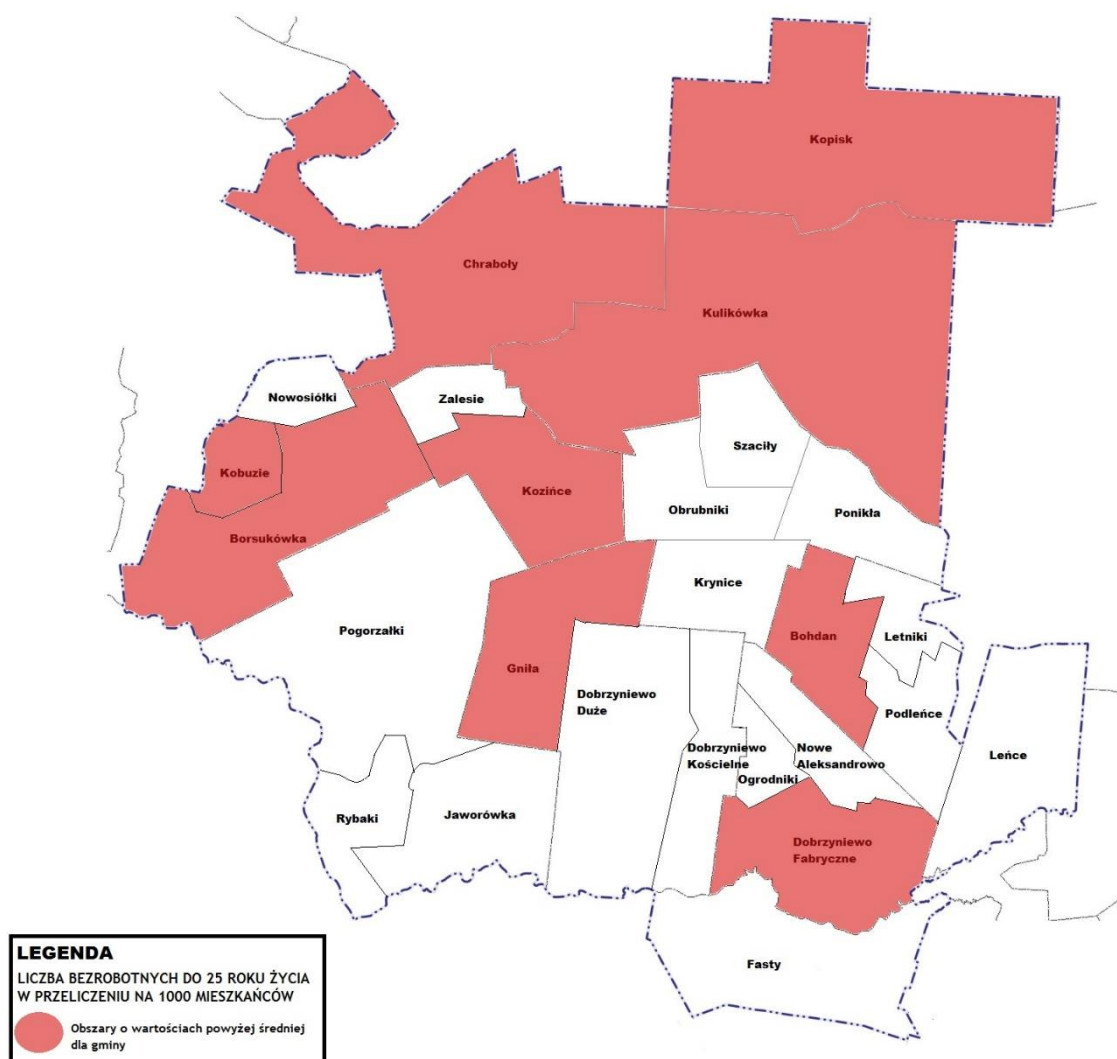 Kopisk
Chraboły
Kulikówka
Nowosiółki
Zalesie
Szaciły
Kobuzie
Kozińce
Obrubniki
Ponikła
Borsukówka
Krynice
Pogorzałki
Bohdan
Letniki
Gniła
Dobrzyniewo
Duże
Podleńce
Dobrzyniewo
Kościelne
Nowe
Aleksandrowo
Leńce
Ogrodniki
Rybaki
Jaworówka
Dobrzyniewo
Fabryczne
Fasty
LEGENDA
LICZBA BEZROBOTNYCH DO 25 ROKU ŻYCIA
W PRZELICZENIU NA 1000 MIESZKAŃCÓW
Obszary o wartościach powyżej średniej
dla gminy